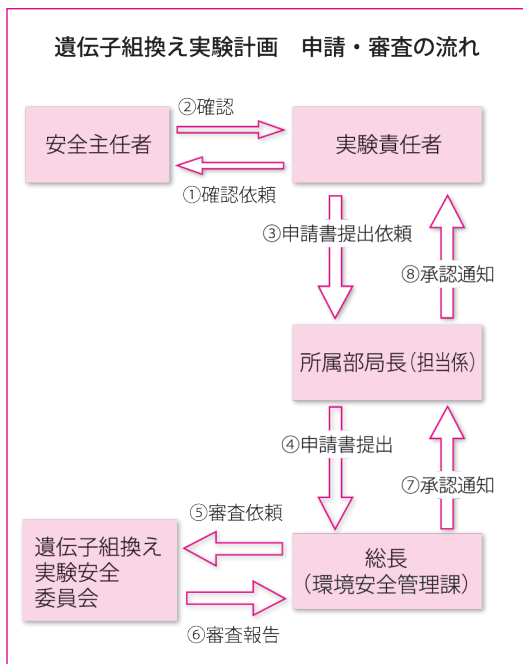 遺伝子組換え実験計画　申請・審査の流れ
②確認
安全主任者
実験責任者
①確認依頼
③申請書提出依頼
⑧承認通知
所属部局長（担当係）
④申請書提出
⑦承認通知
⑤審査依頼
遺伝子組換え
実験安全
委員会
総長
（環境安全管理課）
⑥審査報告